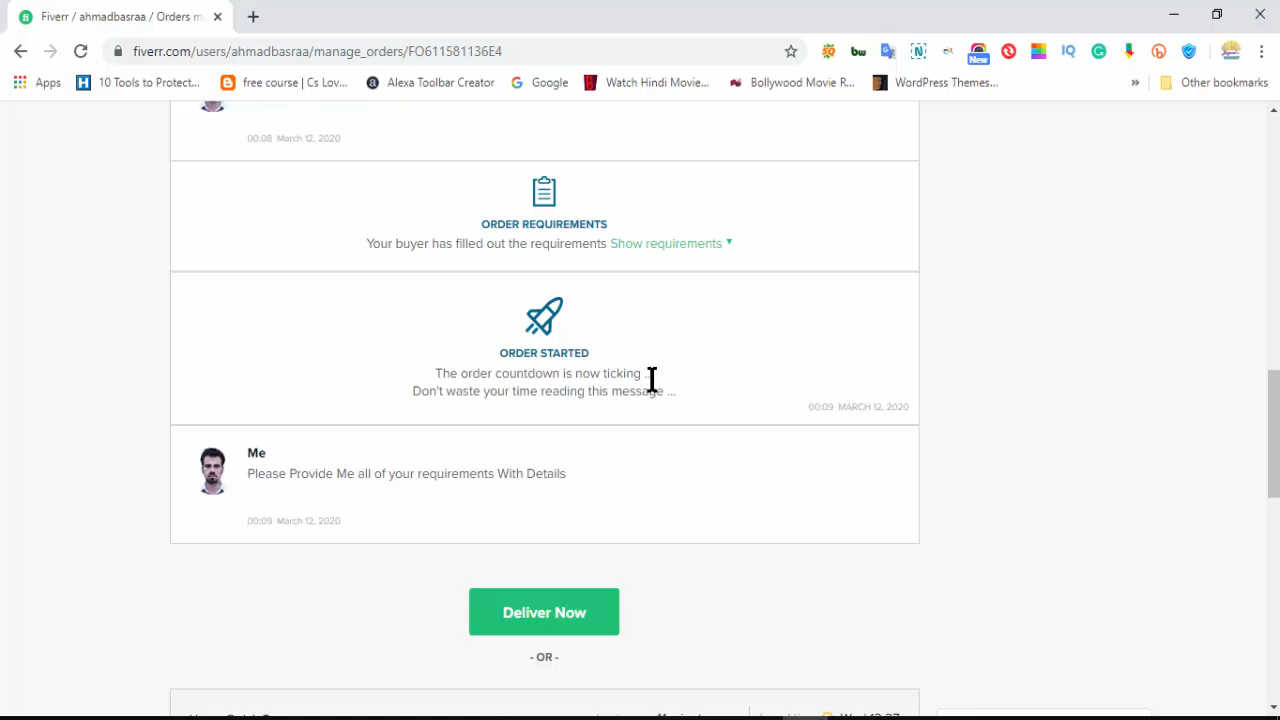 Fiverr / ahmadbasraa / Orders m
fiverr.com/users/ahmadbasraa/manage_orders/FO611581136E4
bw
N
IQ
G
New
Apps
10 Tools to Protect...
free course | Cs Lov...
Alexa Toolbar Creator
Google
Watch Hindi Movie...
Bollywood Movie R...
WordPress Themes...
»
Other bookmarks
00:08 March 12, 2020
ORDER REQUIREMENTS
Your buyer has filled out the requirements Show requirements
ORDER STARTED
The order countdown is now ticking ...
Don't waste your time reading this message ...
00:09 MARCH 12, 2020
Me
Please Provide Me all of your requirements With Details
00:09 March 12, 2020
Deliver Now
- OR -